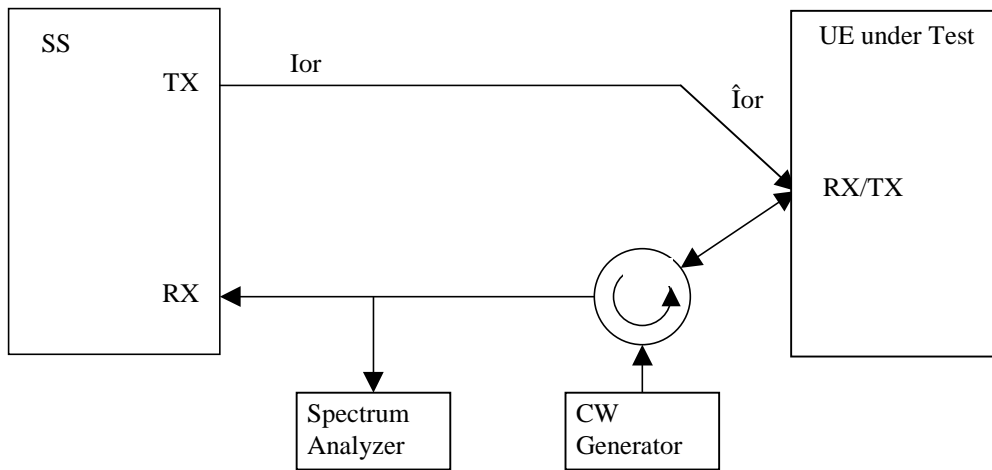 SS
UE under Test
TX
Ior
Îor
RX/TX
RX
Spectrum
Analyzer
CW
Generator